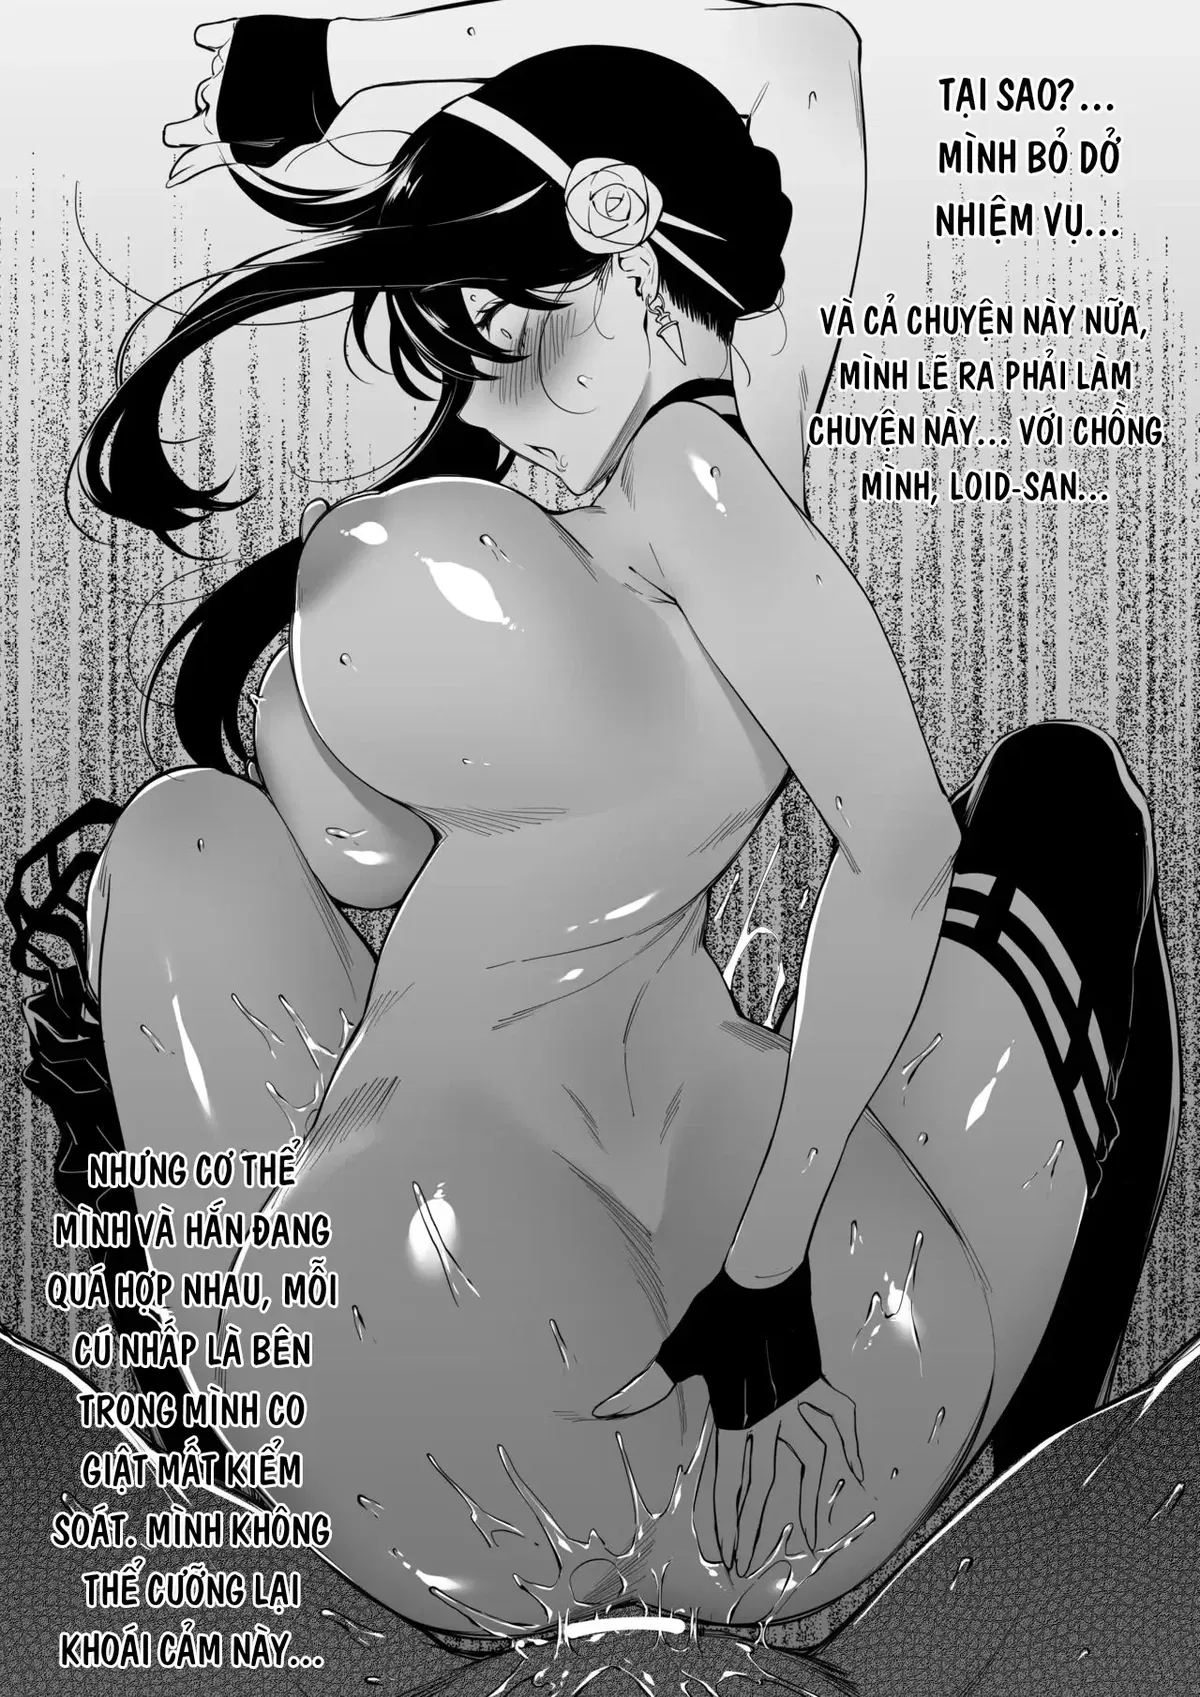 TẠI SAO?...
MÌNH BỎ DỞ
NHIỆM VỤ...
VÀ CẢ CHUYỆN NÀY NỮA,
MÌNH LẼ RA PHẢI LÀM
CHUYỆN NÀY... VỚI CHỒNG
MÌNH, LOID-SAN...
NHƯNG CƠ THỂ
MÌNH VÀ HẮN ĐANG
QUÁ HỢP NHAU, MỖI
CÚ NHẤP LÀ BÊN
TRONG MÌNH CO
GIẬT MẤT KIỂM
SOÁT. MÌNH KHÔNG
THỂ CƯỠNG LẠI
KHOÁI CẢM NÀY...